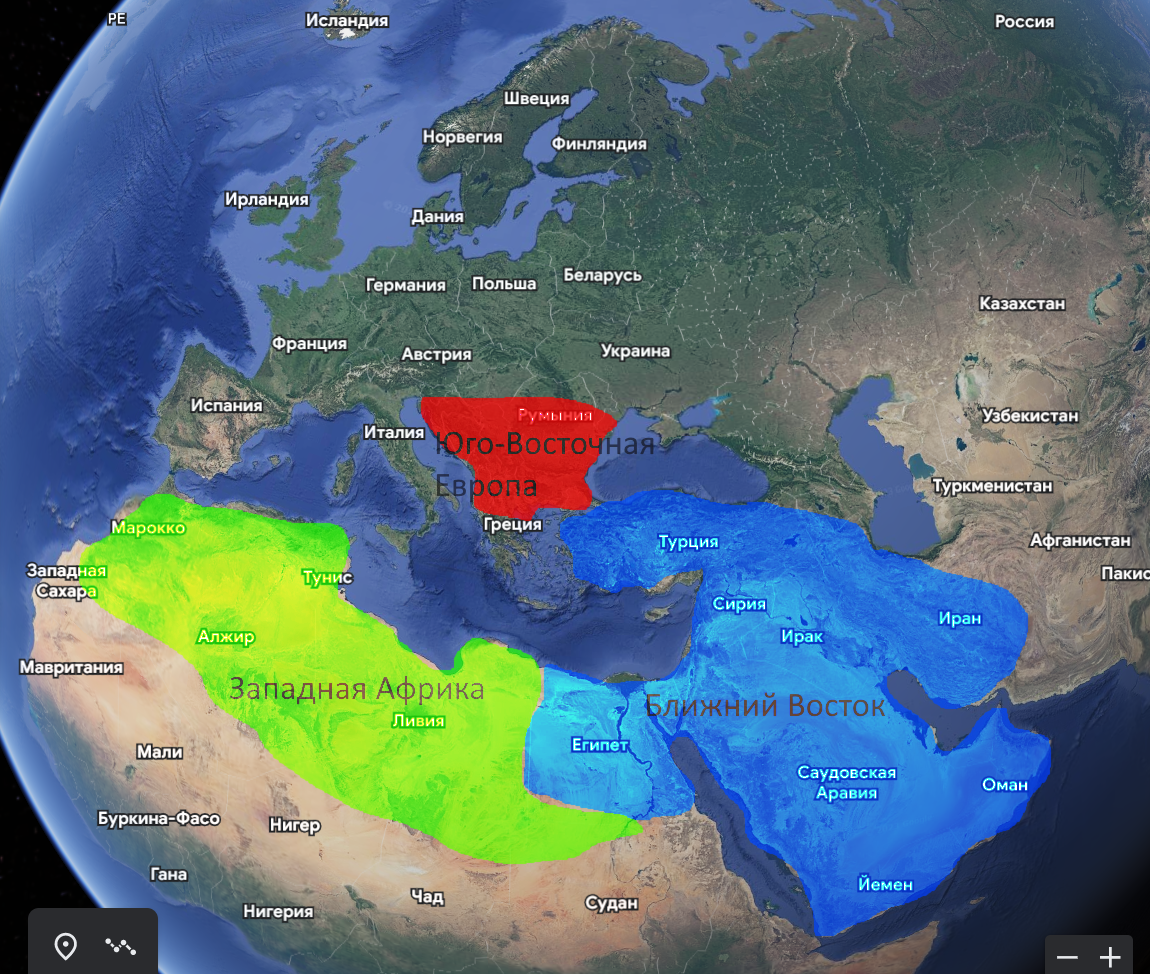 РЕ
Исландия
Россия
Швеция
Норвегия
Финляндия
Ирландия
Дания
Германия
Польша
Беларусь
Казахстан
Франция
Австрия
Украина
Испания
Румыния
Узбекистан
Италия
Юго-Восточная
Европа
Туркменистан
Марокко
Греция
Турция
Афганистан
Западная
Сахара
Тунис
Пакис
Сирия
Иран
Алжир
Ирак
Мавритания
Западная Африка
Ближний Восток
Ливия
Египет
Мали
Саудовская
Аравия
Оман
Буркина-Фасо
Нигер
Гана
Йемен
Чад
Судан
Нигерия